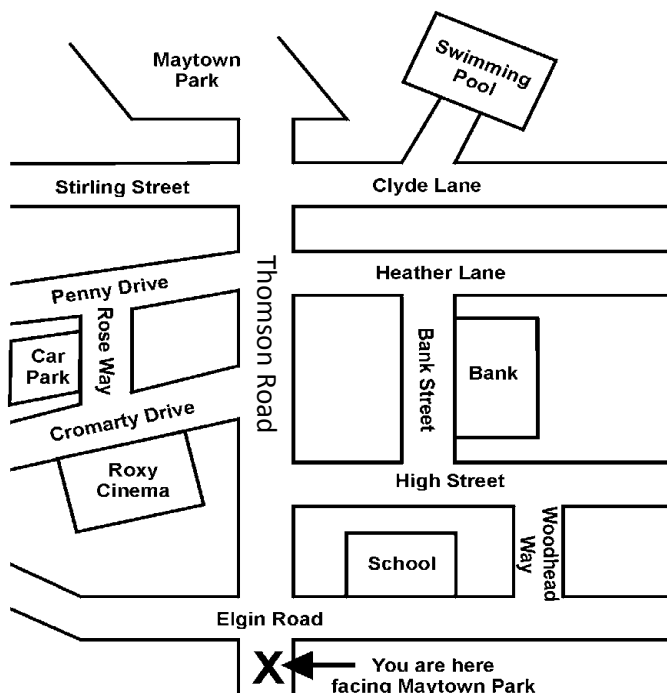 Maytown
Park
Swimming
Pool
Stirling Street
Clyde Lane
Penny Drive
Thomson Road
Heather Lane
Rose Way
Car
Park
Bank Street
Bank
Cromarty Drive
Roxy
Cinema
High Street
School
Woodhead
Way
Elgin Road
X
You are here
facing Maytown Park